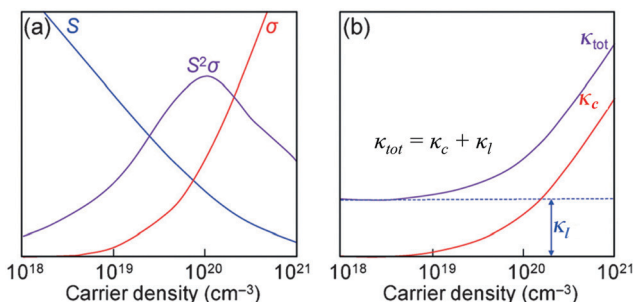 (a)
S
σ
S²σ
10¹⁸
10¹⁹
10²⁰
10²¹
Carrier density (cm⁻³)
(b)
κtot
κc
κtot = κc + κl
κl
10¹⁸
10¹⁹
10²⁰
10²¹
Carrier density (cm⁻³)